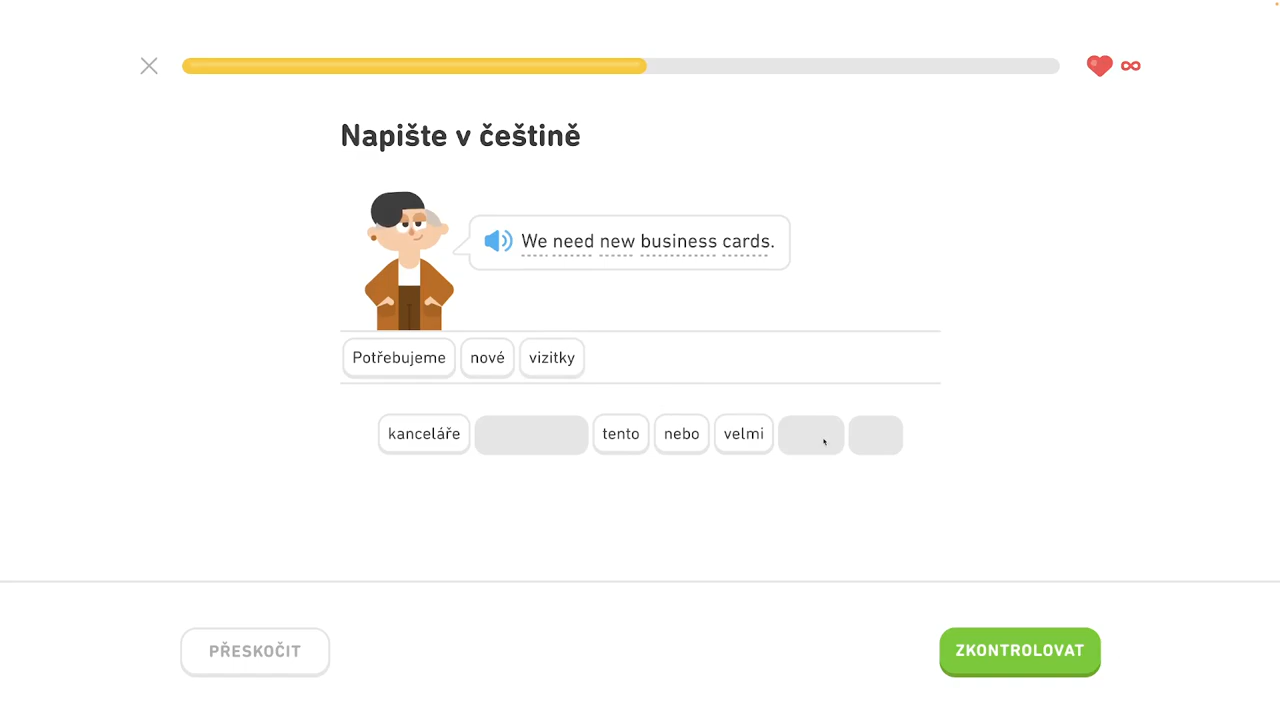 Napište v češtině
We need new business cards.
Potřebujeme nové vizitky
kanceláře tento nebo velmi
PŘESKOČIT ZKONTROLOVAT